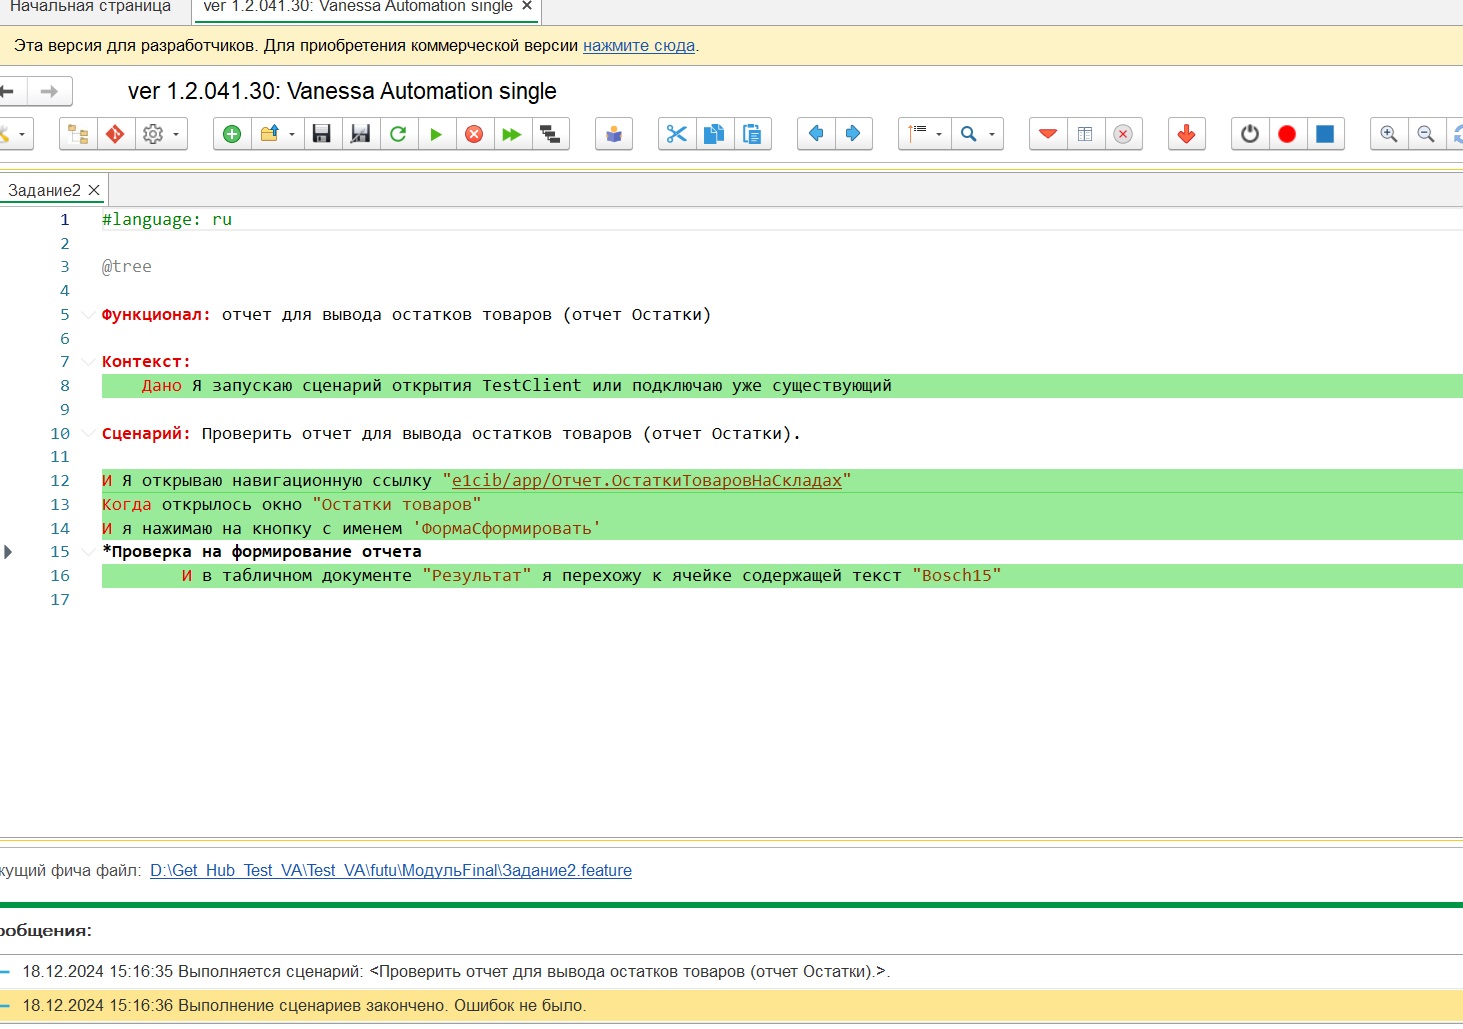 Начальная страница
ver 1.2.041.30: Vanessa Automation single
Эта версия для разработчиков. Для приобретения коммерческой версии нажмите сюда.
ver 1.2.041.30: Vanessa Automation single
Задание2
1 #language: ru
2
3 @tree
4
5 Функционал: отчет для вывода остатков товаров (отчет Остатки)
6
7 Контекст:
8 Дано Я запускаю сценарий открытия TestClient или подключаю уже существующий
9
10 Сценарий: Проверить отчет для вывода остатков товаров (отчет Остатки).
11
12 И Я открываю навигационную ссылку "e1cib/app/Отчет.ОстаткиТоваровНаСкладах"
13 Когда открылось окно "Остатки товаров"
14 И я нажимаю на кнопку с именем 'ФормаСформировать'
15 *Проверка на формирование отчета
16 И в табличном документе "Результат" я перехожу к ячейке содержащей текст "Bosch15"
17
кущий фича файл: D:\Get_Hub_Test_VA\Test_VA\futu\МодульFinal\Задание2.feature
ообщения:
18.12.2024 15:16:35 Выполняется сценарий: <Проверить отчет для вывода остатков товаров (отчет Остатки).>.
18.12.2024 15:16:36 Выполнение сценариев закончено. Ошибок не было.